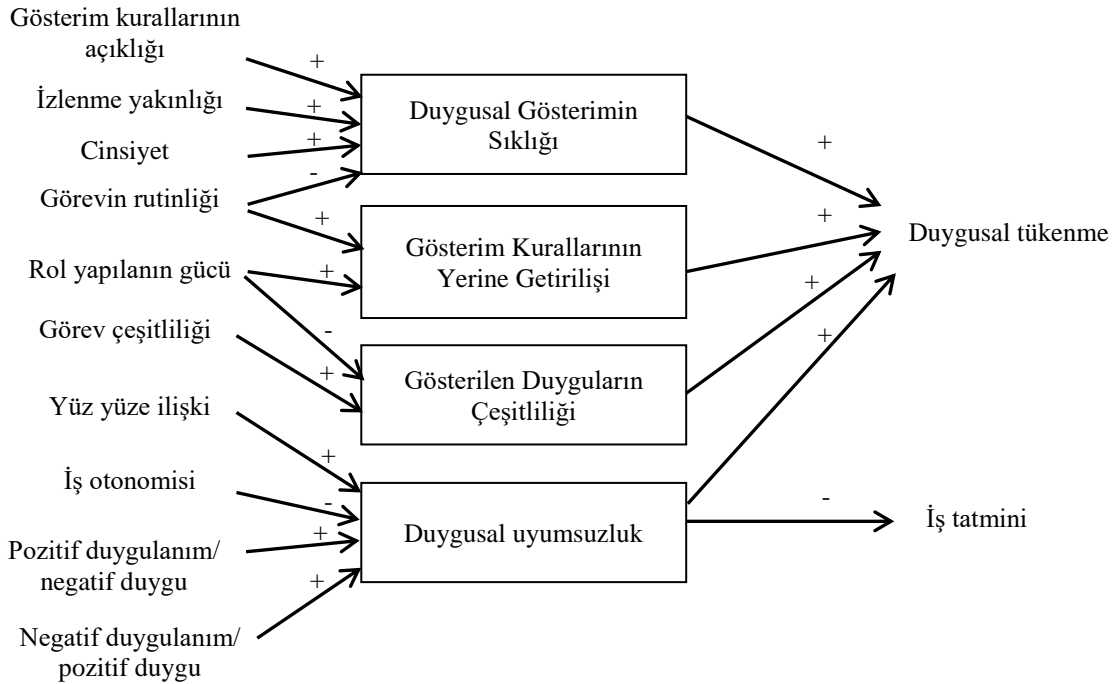 Gösterim kurallarının
açıklığı
+
İzlenme yakınlığı
+
Cinsiyet
+
Görevin rutinliği
-
+
Rol yapılanın gücü
+
-
Görev çeşitliliği
+
Yüz yüze ilişki
+
İş otonomisi
-
Pozitif duygulanım/
negatif duygu
+
Negatif duygulanım/
pozitif duygu
+
Duygusal Gösterimin
Sıklığı
Gösterim Kurallarının
Yerine Getirilişi
Gösterilen Duyguların
Çeşitliliği
Duygusal uyumsuzluk
+
+
+
+
-
Duygusal tükenme
İş tatmini